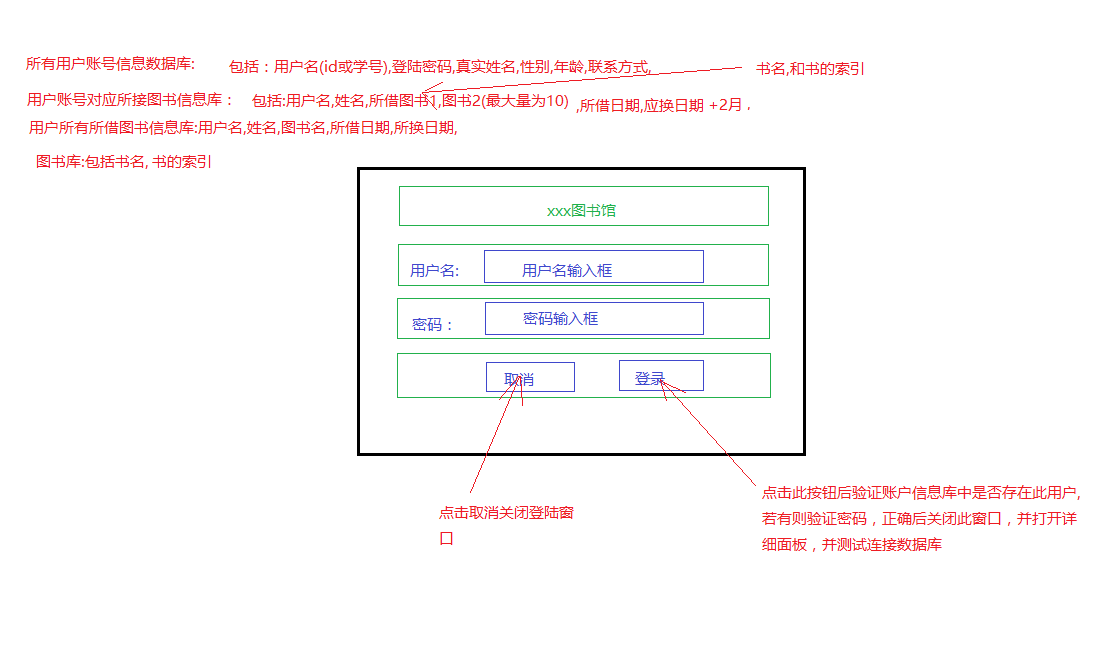 所有用户账号信息数据库: 包括：用户名(id或学号),登陆密码,真实姓名,性别,年龄,联系方式,
书名,和书的索引
用户账号对应所接图书信息库： 包括:用户名,姓名,所借图书1,图书2(最大量为10) ,所借日期,应换日期 +2月 .
用户所有所借图书信息库:用户名,姓名,图书名,所借日期,所换日期,
图书库:包括书名, 书的索引
xxx图书馆
用户名: 用户名输入框
密码： 密码输入框
取消 登录
点击取消关闭登陆窗
口
点击此按钮后验证账户信息库中是否存在此用户,
若有则验证密码，正确后关闭此窗口，并打开详
细面板，并测试连接数据库